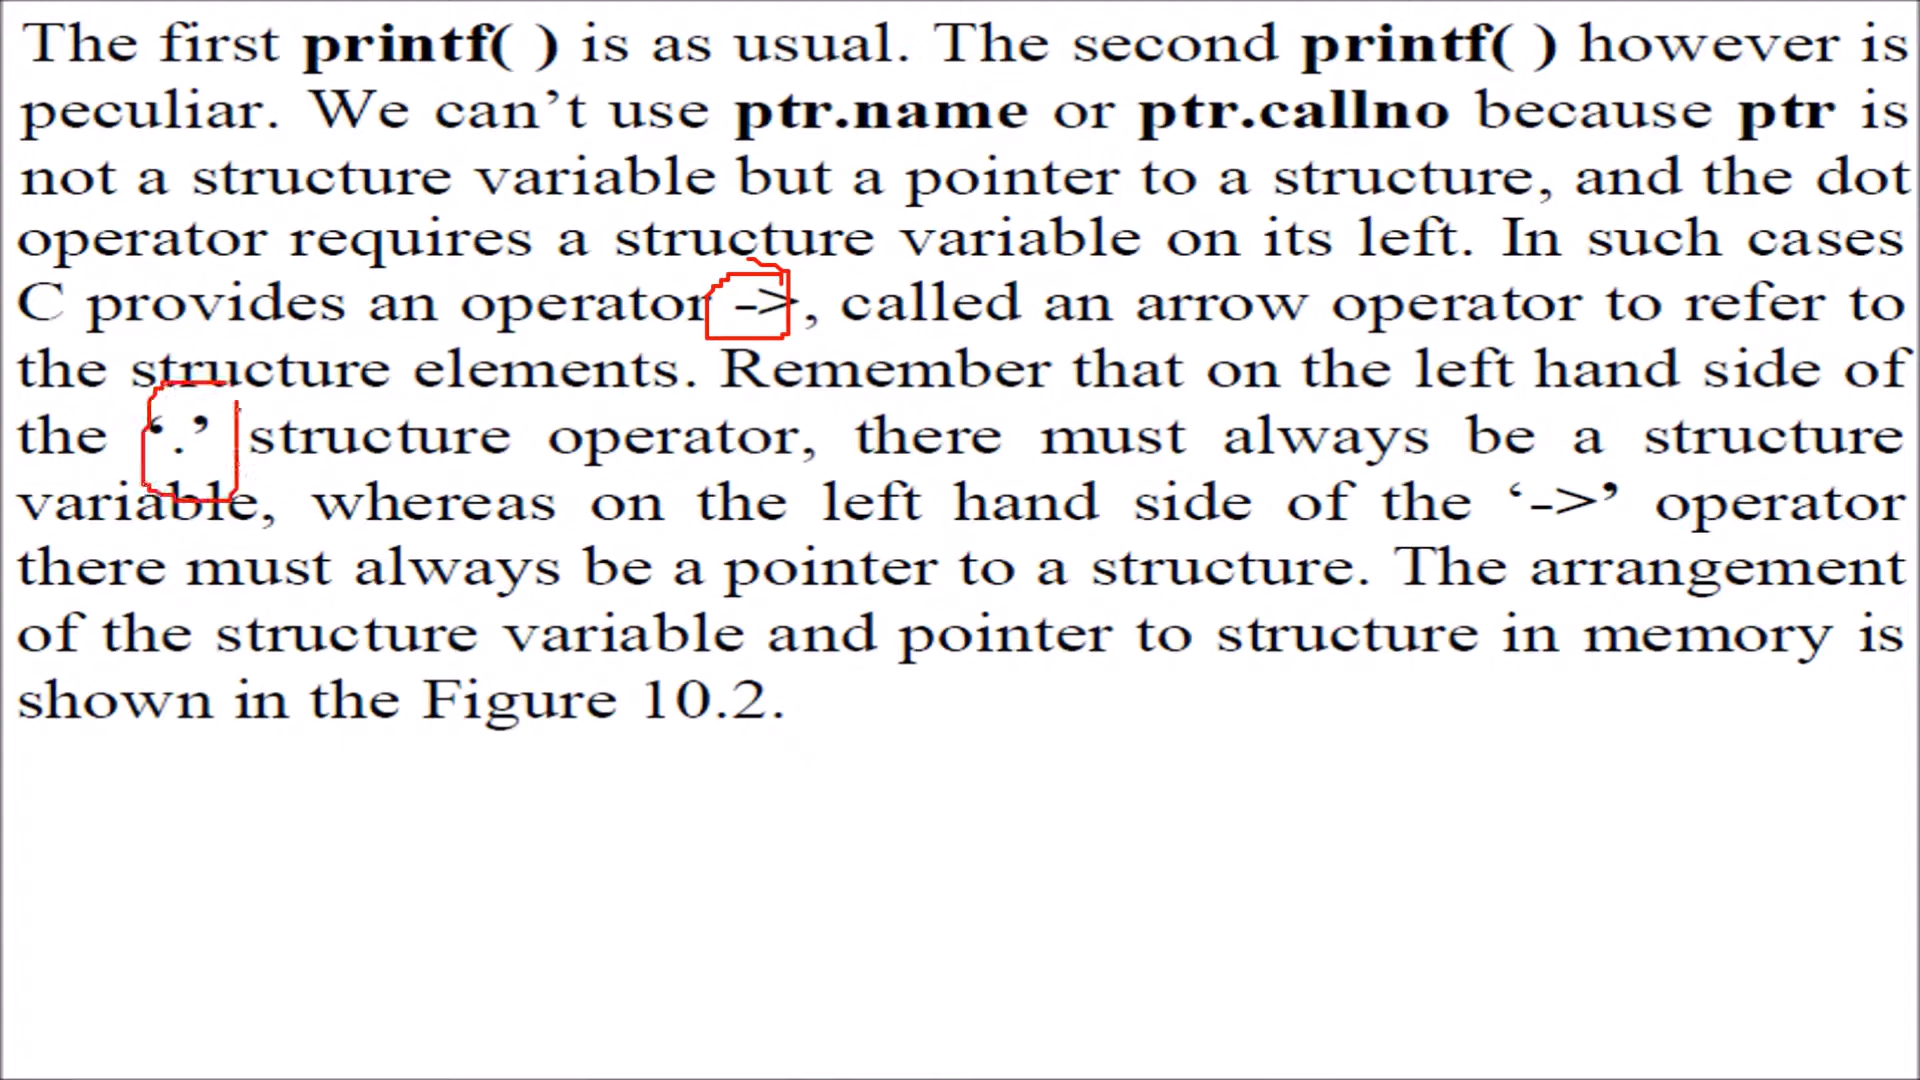 The first printf( ) is as usual. The second printf( ) however is
peculiar. We can’t use ptr.name or ptr.callno because ptr is
not a structure variable but a pointer to a structure, and the dot
operator requires a structure variable on its left. In such cases
C provides an operator ->, called an arrow operator to refer to
the structure elements. Remember that on the left hand side of
the ‘.’ structure operator, there must always be a structure
variable, whereas on the left hand side of the ‘->’ operator
there must always be a pointer to a structure. The arrangement
of the structure variable and pointer to structure in memory is
shown in the Figure 10.2.